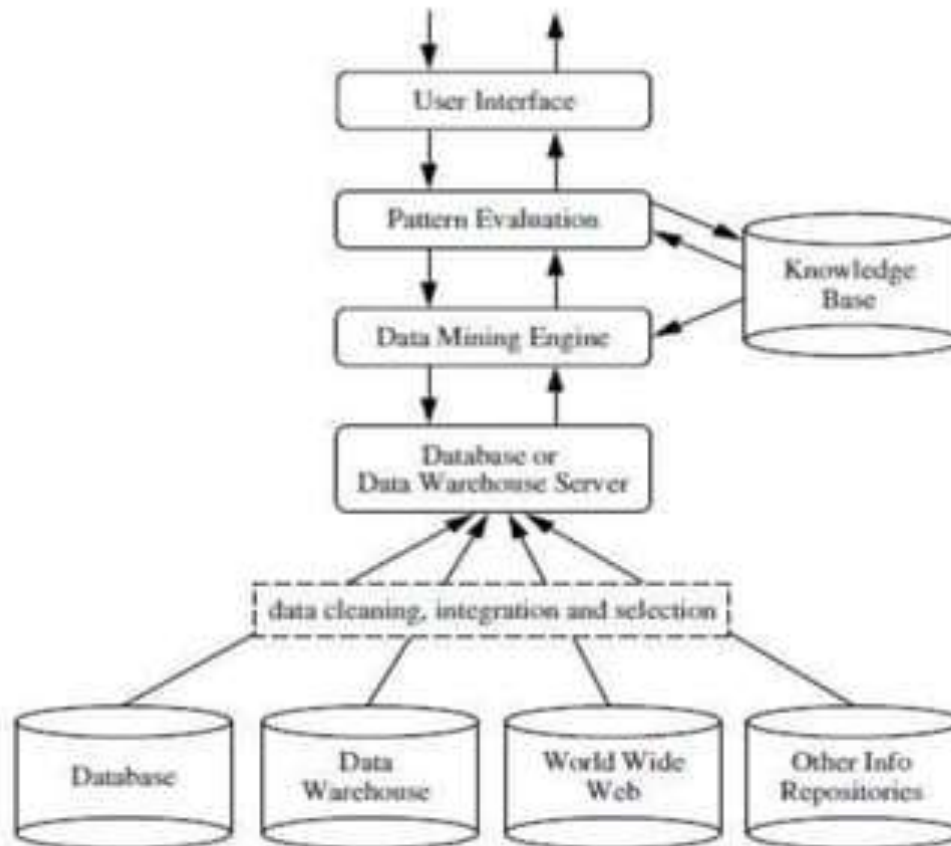 User Interface
Pattern Evaluation
Knowledge
Base
Data Mining Engine
Database or
Data Warehouse Server
data cleaning, integration and selection
Database
Data
Warehouse
World Wide
Web
Other Info
Repositories